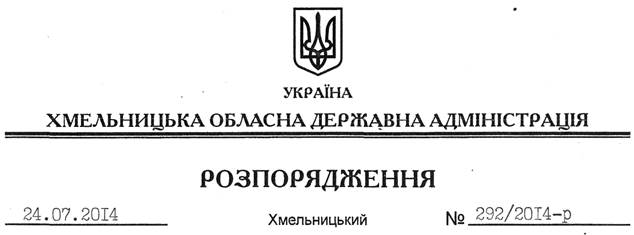 УКРАЇНА
ХМЕЛЬНИЦЬКА ОБЛАСНА ДЕРЖАВНА АДМІНІСТРАЦІЯ
РОЗПОРЯДЖЕННЯ
24.07.2014 Хмельницький № 292/2014-р